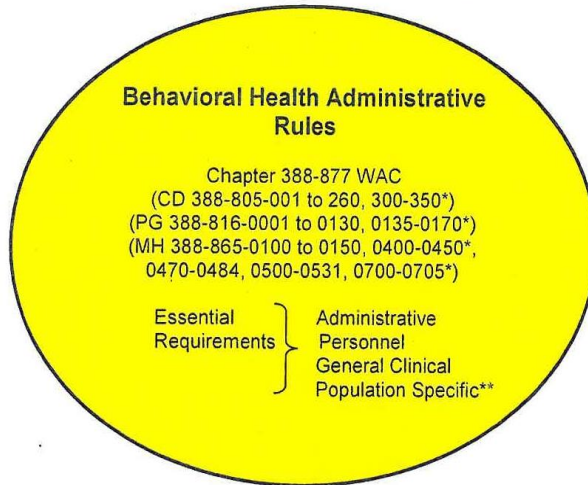 Behavioral Health Administrative
Rules
Chapter 388-877 WAC
(CD 388-805-001 to 260, 300-350*)
(PG 388-816-0001 to 0130, 0135-0170*)
(MH 388-865-0100 to 0150, 0400-0450*,
0470-0484, 0500-0531, 0700-0705*)
Essential
Requirements
Administrative
Personnel
General Clinical
Population Specific**